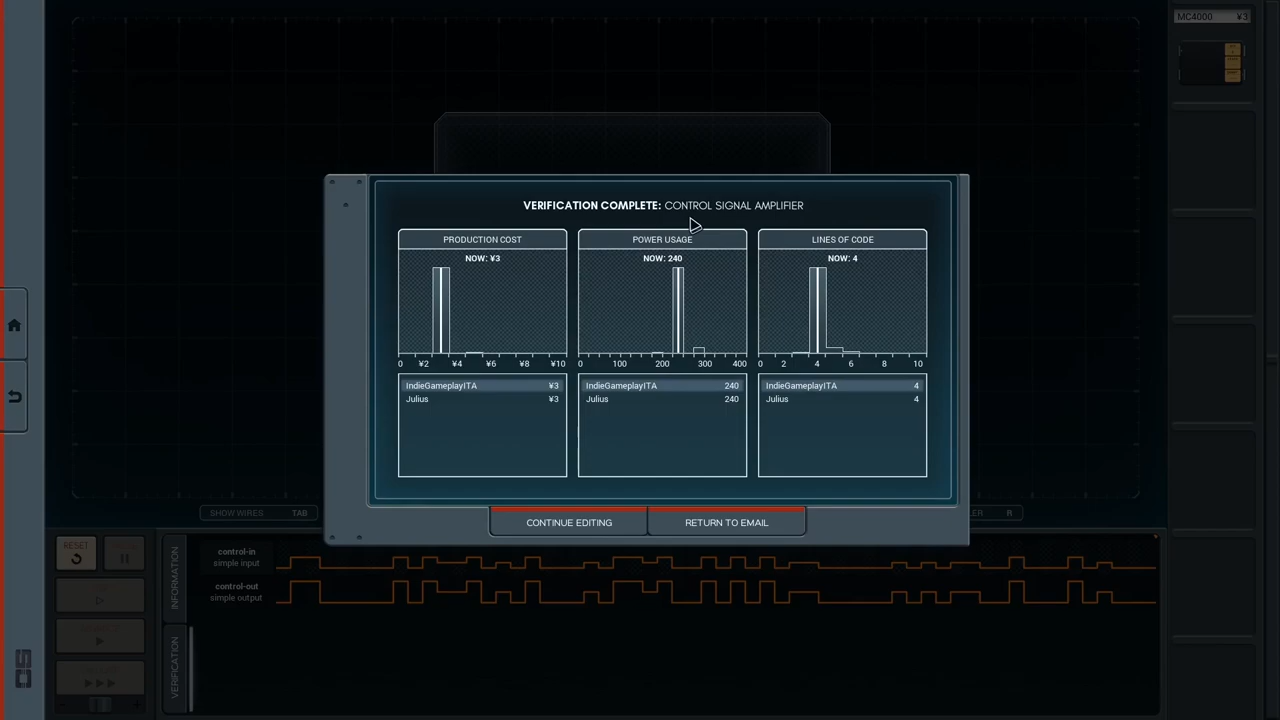 MC4000 ¥3
VERIFICATION COMPLETE: CONTROL SIGNAL AMPLIFIER
PRODUCTION COST
NOW: ¥3
0 ¥2 ¥4 ¥6 ¥8 ¥10
IndieGameplayITA ¥3
Julius ¥3
POWER USAGE
NOW: 240
0 100 200 300 400
IndieGameplayITA 240
Julius 240
LINES OF CODE
NOW: 4
0 2 4 6 8 10
IndieGameplayITA 4
Julius 4
SHOW WIRES TAB
R
CONTINUE EDITING
RETURN TO EMAIL
RESET
INFORMATION
VERIFICATION
control-in
simple input
control-out
simple output